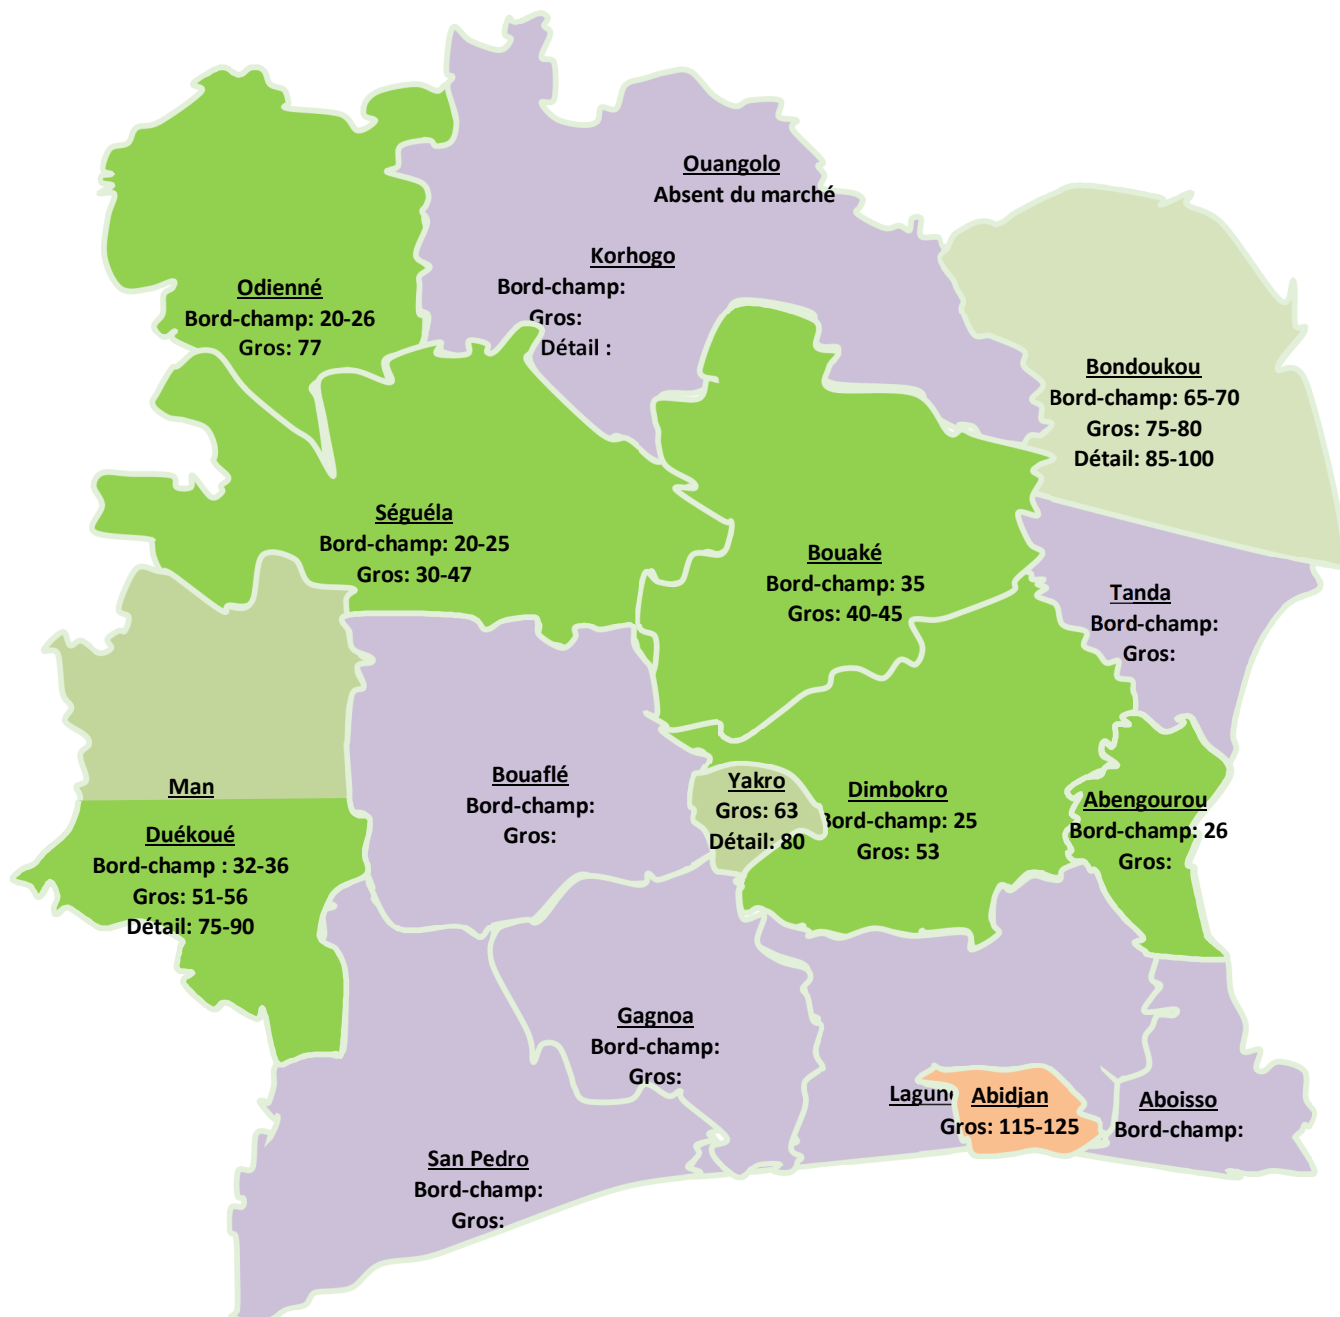 Ouangolo
Absent du marché
Korhogo
Bord-champ:
Gros:
Détail :
Odienné
Bord-champ: 20-26
Gros: 77
Bondoukou
Bord-champ: 65-70
Gros: 75-80
Détail: 85-100
Séguéla
Bord-champ: 20-25
Gros: 30-47
Bouaké
Bord-champ: 35
Gros: 40-45
Tanda
Bord-champ:
Gros:
Man
Duékoué
Bord-champ : 32-36
Gros: 51-56
Détail: 75-90
Bouaflé
Bord-champ:
Gros:
Yakro
Gros: 63
Détail: 80
Dimbokro
Bord-champ: 25
Gros: 53
Abengourou
Bord-champ: 26
Gros:
Gagnoa
Bord-champ:
Gros:
Lagune
Abidjan
Gros: 115-125
Aboisso
Bord-champ:
San Pedro
Bord-champ:
Gros: